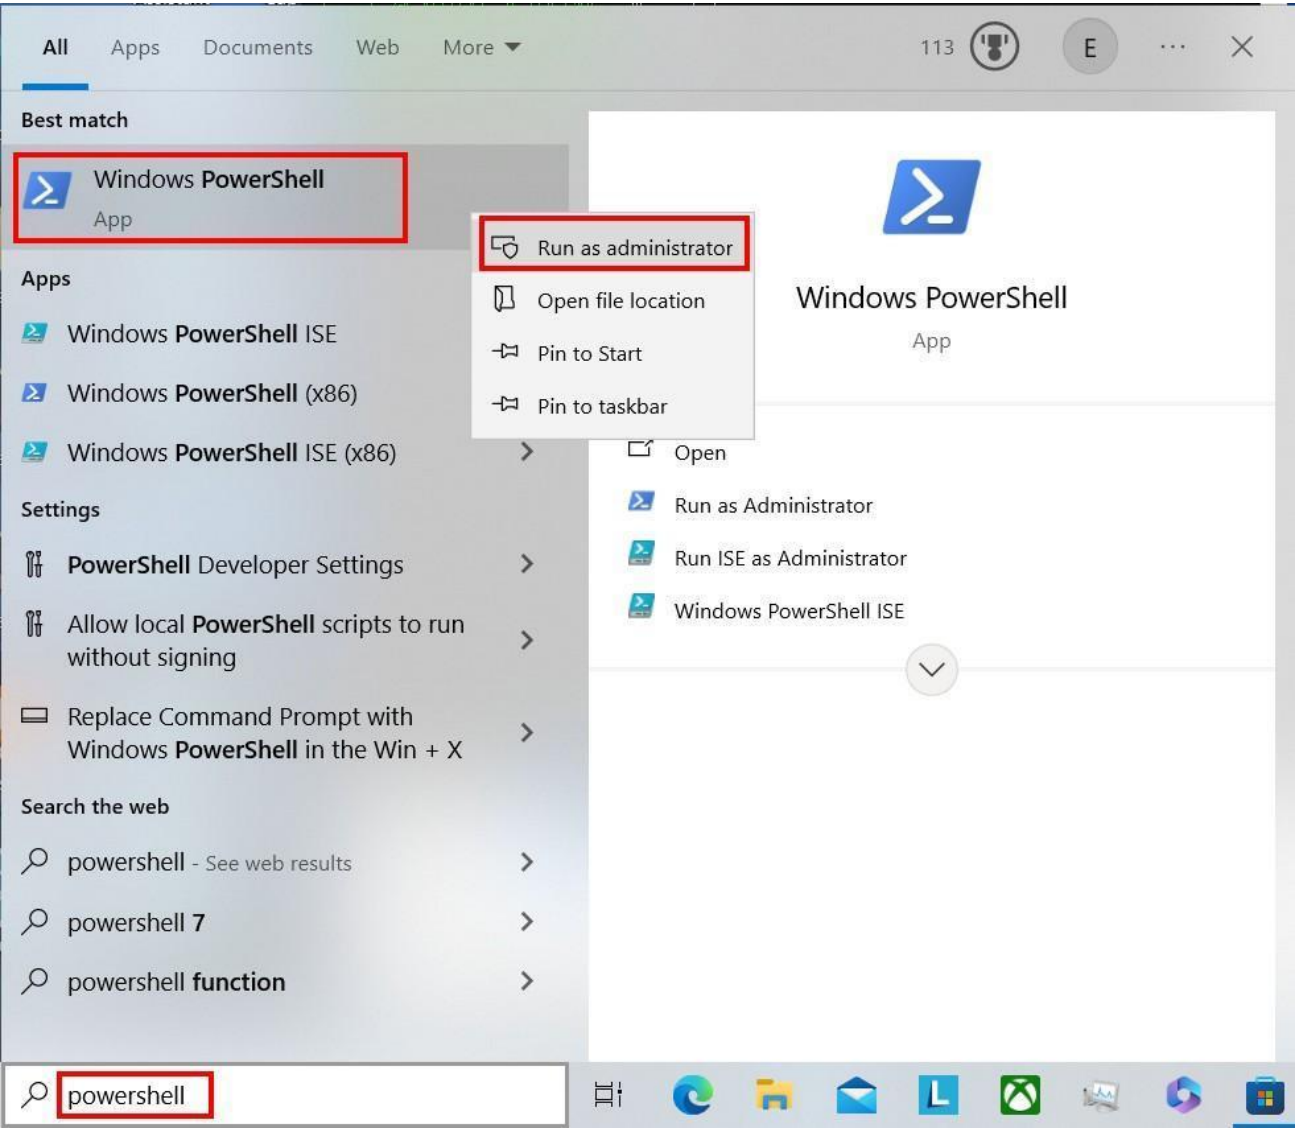 All Apps Documents Web More 113 E ...
Best match
Windows PowerShell
App
Run as administrator
Open file location
Pin to Start
Pin to taskbar
Apps
Windows PowerShell ISE
Windows PowerShell (x86)
Windows PowerShell ISE (x86)
Settings
PowerShell Developer Settings
Allow local PowerShell scripts to run
without signing
Replace Command Prompt with
Windows PowerShell in the Win + X
Search the web
powershell - See web results
powershell 7
powershell function
powershell
Windows PowerShell
App
Open
Run as Administrator
Run ISE as Administrator
Windows PowerShell ISE
L